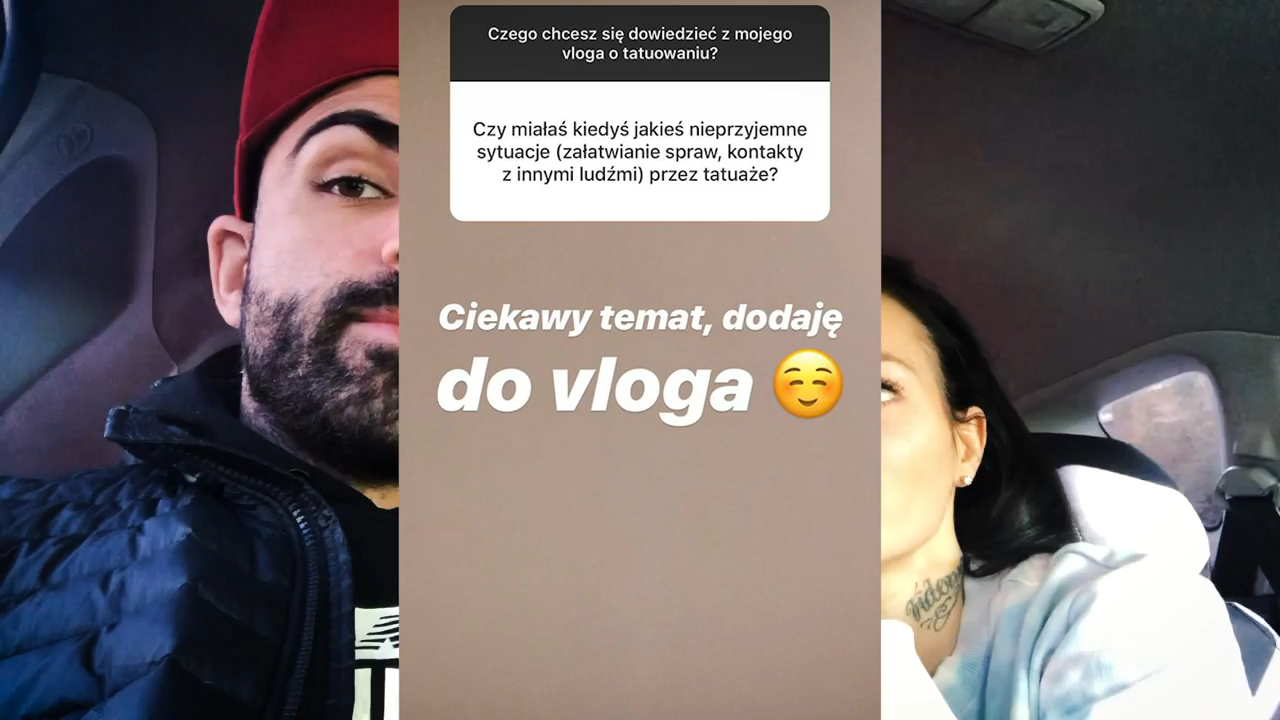 Czego chcesz się dowiedzieć z mojego
vloga o tatuowaniu?
Czy miałaś kiedyś jakieś nieprzyjemne
sytuacje (załatwianie spraw, kontakty
z innymi ludźmi) przez tatuaże?
Ciekawy temat, dodaję
do vloga ☺️